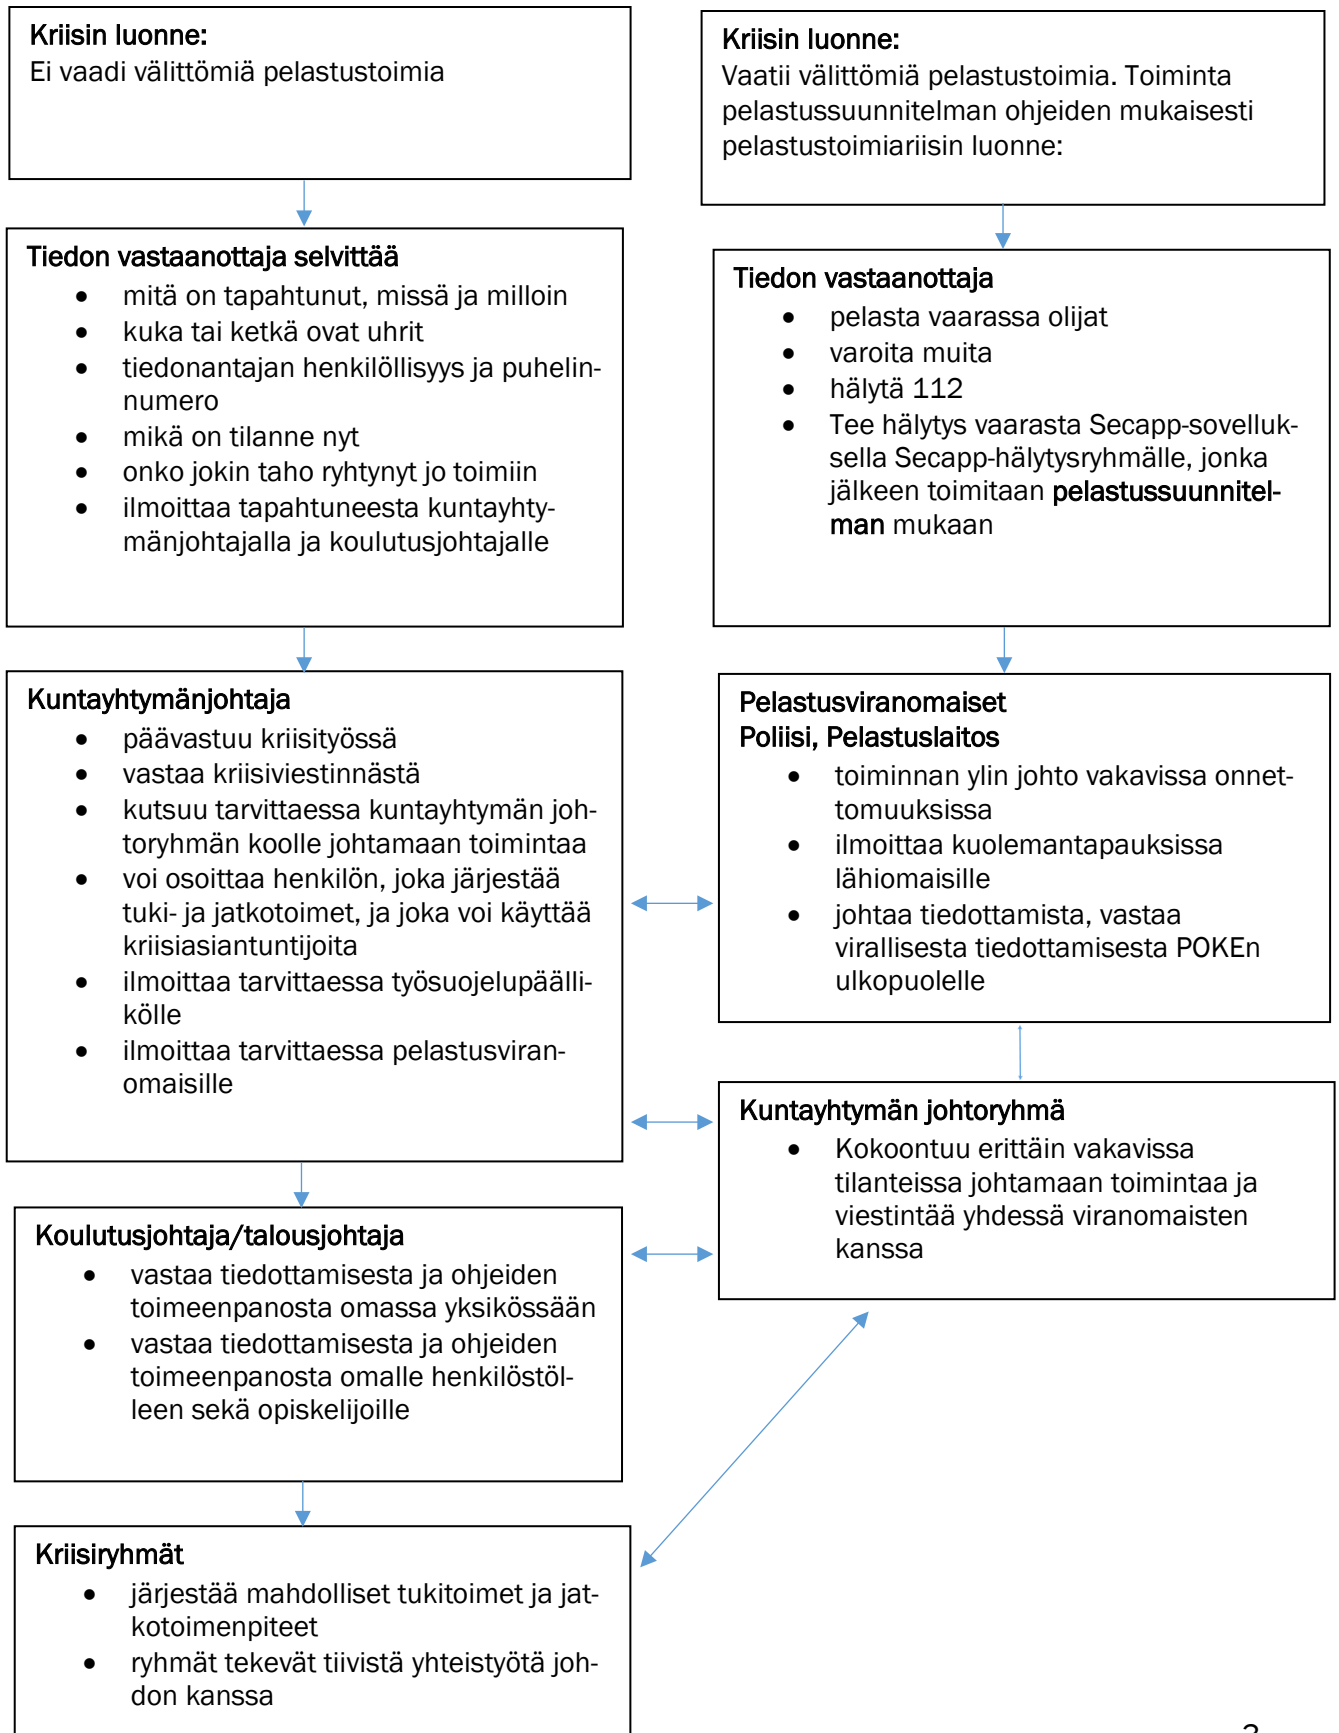 Kriisin luonne:
Ei vaadi välittömiä pelastustoimia
Kriisin luonne:
Vaatii välittömiä pelastustoimia. Toiminta
pelastussuunnitelman ohjeiden mukaisesti
pelastustoimiariisin luonne:
Tiedon vastaanottaja selvittää
• mitä on tapahtunut, missä ja milloin
• kuka tai ketkä ovat uhrit
• tiedonantajan henkilöllisyys ja puhelin-
numero
• mikä on tilanne nyt
• onko jokin taho ryhtynyt jo toimiin
• ilmoittaa tapahtuneesta kuntayhty-
mänjohtajalla ja koulutusjohtajalle
Tiedon vastaanottaja
• pelasta vaarassa olijat
• varoita muita
• hälytä 112
• Tee hälytys vaarasta Secapp-sovelluk-
sella Secapp-hälytysryhmälle, jonka
jälkeen toimitaan pelastussuunnitel-
man mukaan
Kuntayhtymänjohtaja
• päävastuu kriisityössä
• vastaa kriisiviestinnästä
• kutsuu tarvittaessa kuntayhtymän joh-
toryhmän koolle johtamaan toimintaa
• voi osoittaa henkilön, joka järjestää
tuki- ja jatkotoimet, ja joka voi käyttää
kriisiasiantuntijoita
• ilmoittaa tarvittaessa työsuojelupäälli-
kölle
• ilmoittaa tarvittaessa pelastusviran-
omaisille
Pelastusviranomaiset
Poliisi, Pelastuslaitos
• toiminnan ylin johto vakavissa onnet-
tomuuksissa
• ilmoittaa kuolemantapauksissa
lähiomaisille
• johtaa tiedottamista, vastaa
virallisesta tiedottamisesta POKEn
ulkopuolelle
Kuntayhtymän johtoryhmä
• Kokoontuu erittäin vakavissa
tilanteissa johtamaan toimintaa ja
viestintää yhdessä viranomaisten
kanssa
Koulutusjohtaja/talousjohtaja
• vastaa tiedottamisesta ja ohjeiden
toimeenpanosta omassa yksikössään
• vastaa tiedottamisesta ja ohjeiden
toimeenpanosta omalle henkilöstöl-
leen sekä opiskelijoille
Kriisiryhmät
• järjestää mahdolliset tukitoimet ja jat-
kotoimenpiteet
• ryhmät tekevät tiivistä yhteistyötä joh-
don kanssa